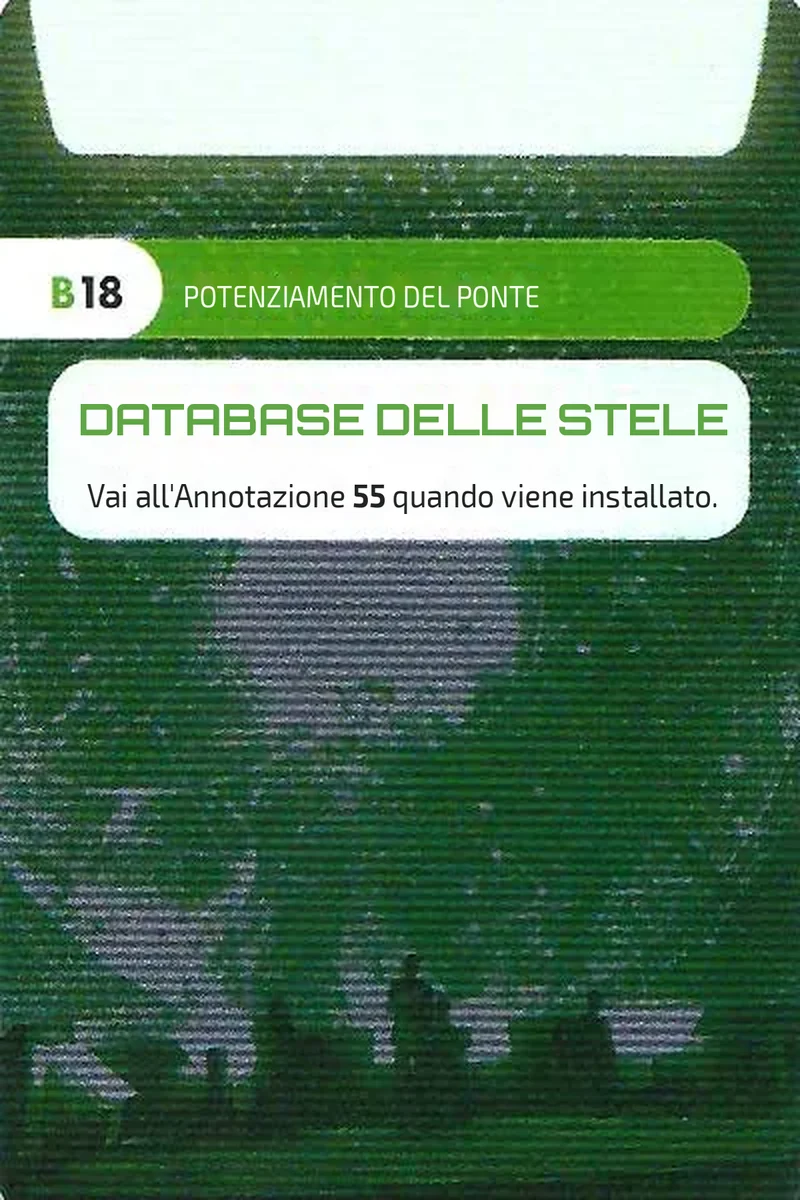 B18 POTENZIAMENTO DEL PONTE
DATABASE DELLE STELE
Vai all'Annotazione 55 quando viene installato.